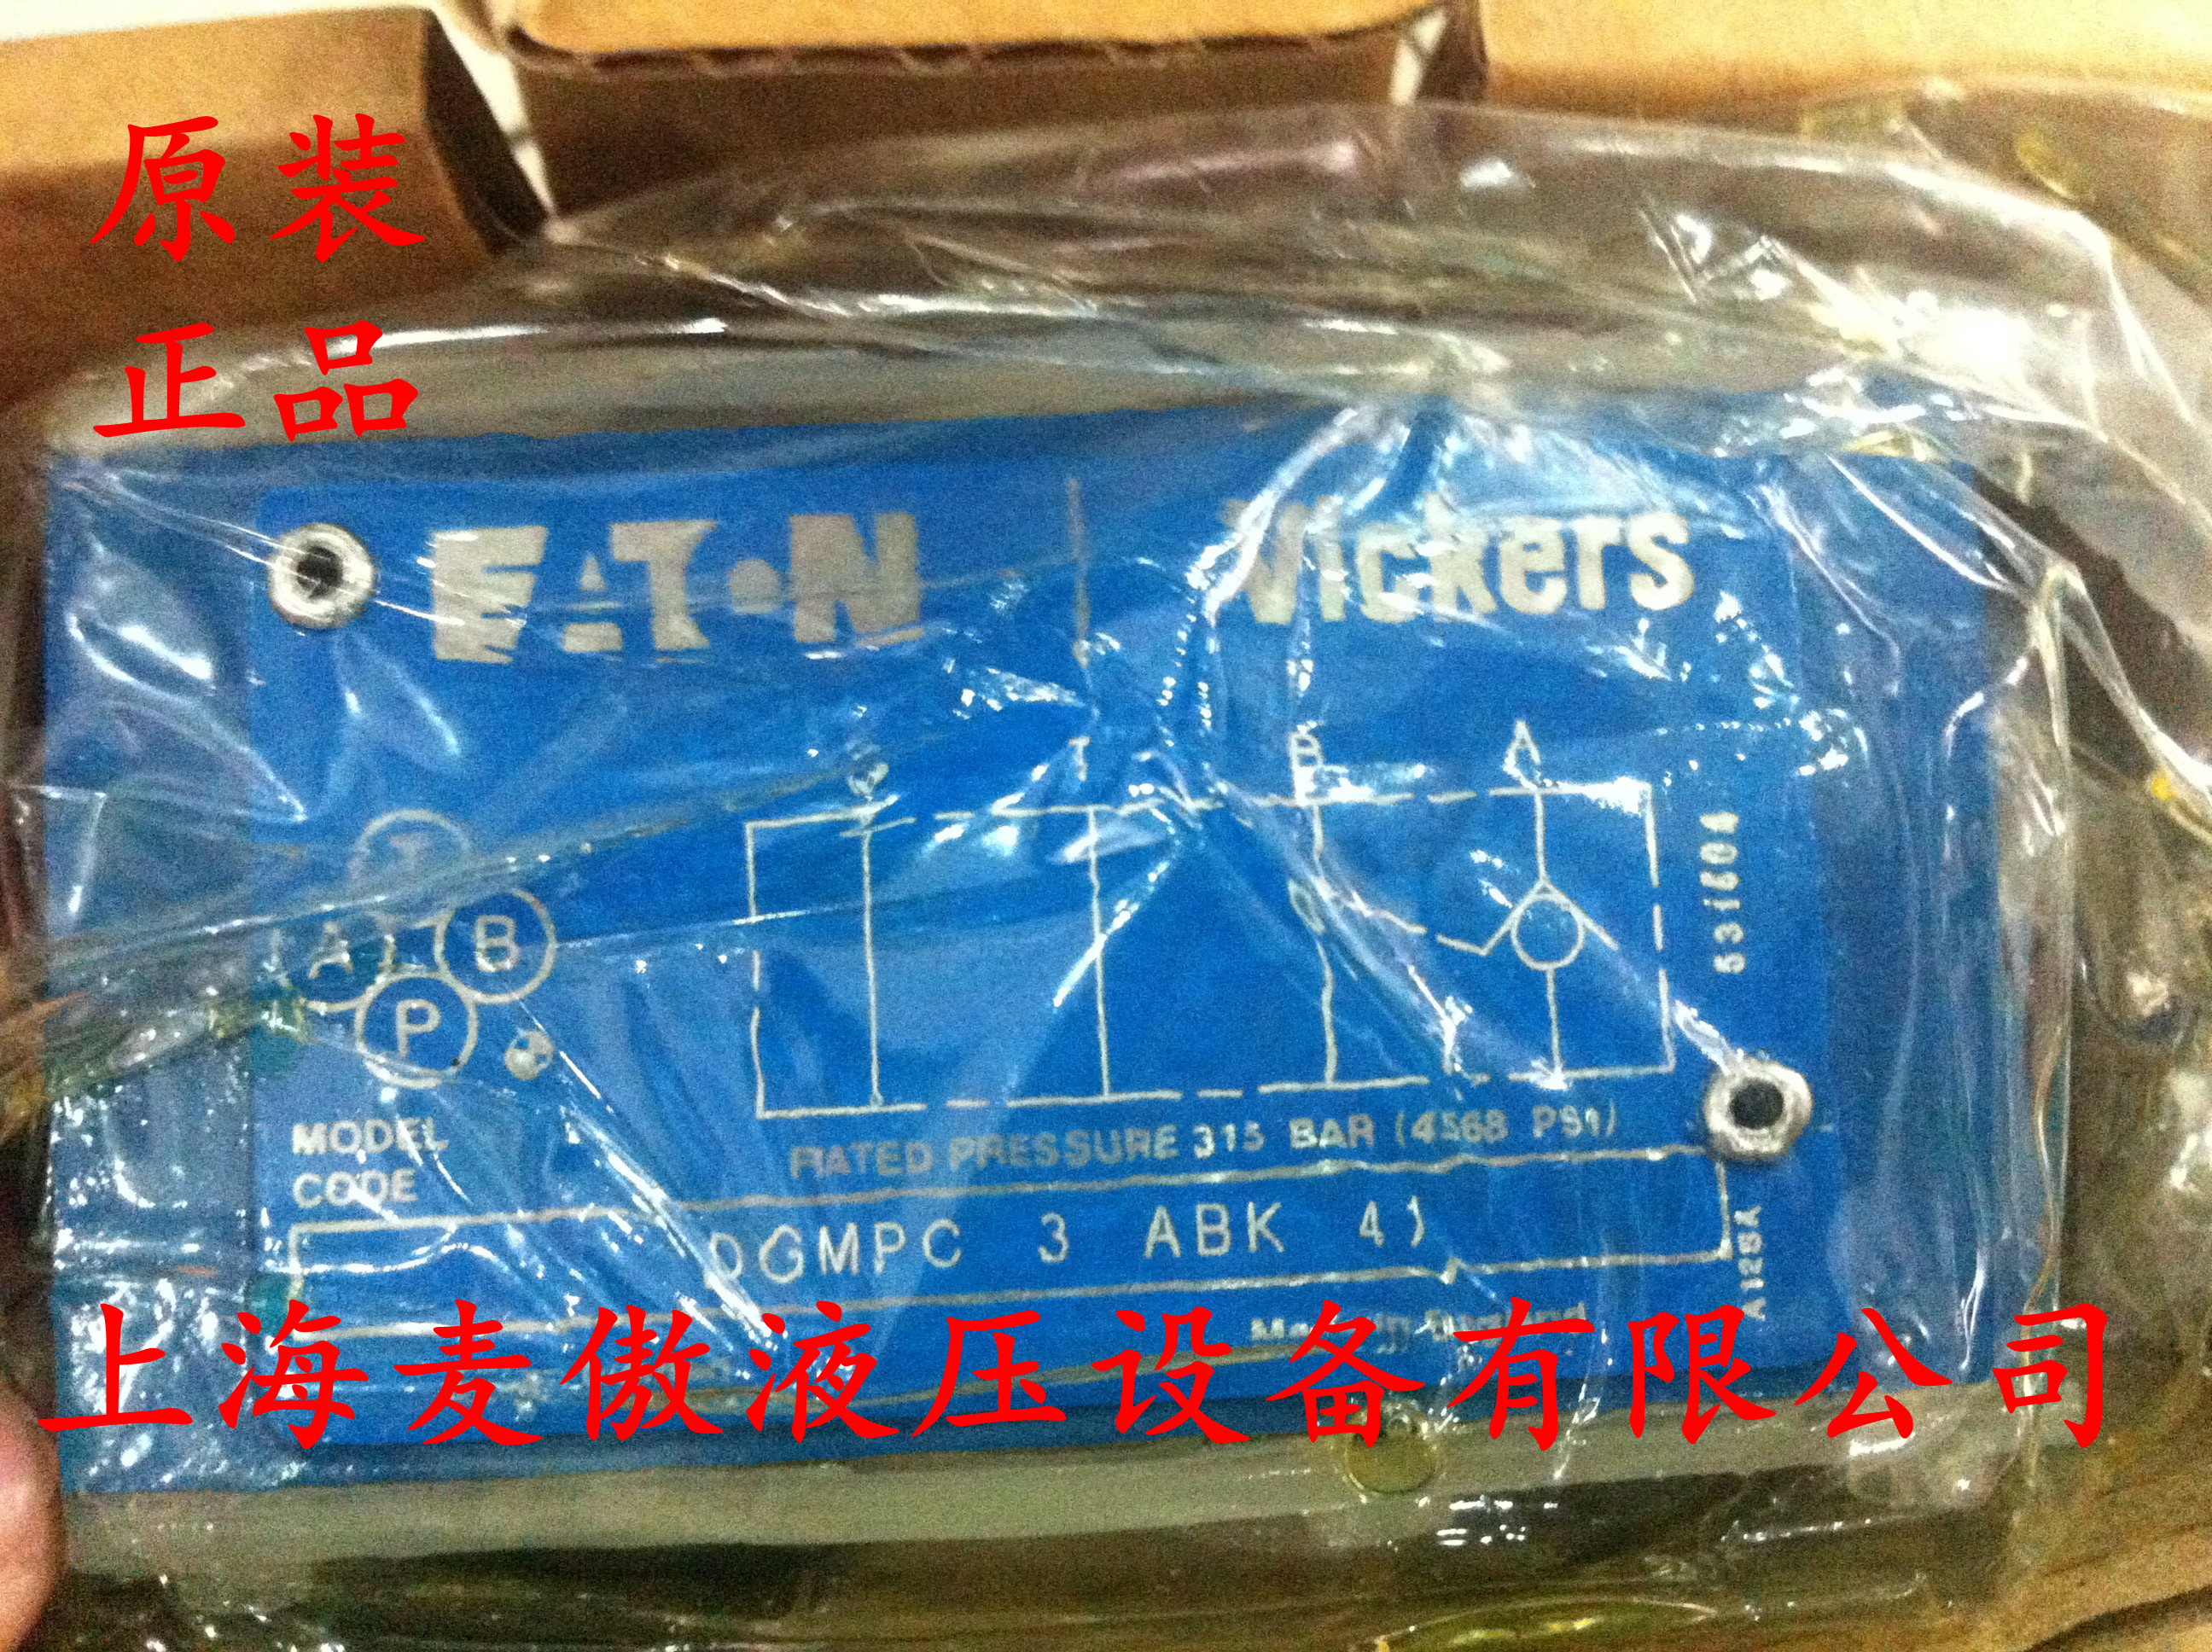 原装
正品
EATON Vickers
T B A
T
A B
P
MODEL
CODE
RATED PRESSURE 315 BAR (4568 PSI)
DGMPC 3 ABK 41
A125A
上海麦傲液压设备有限公司